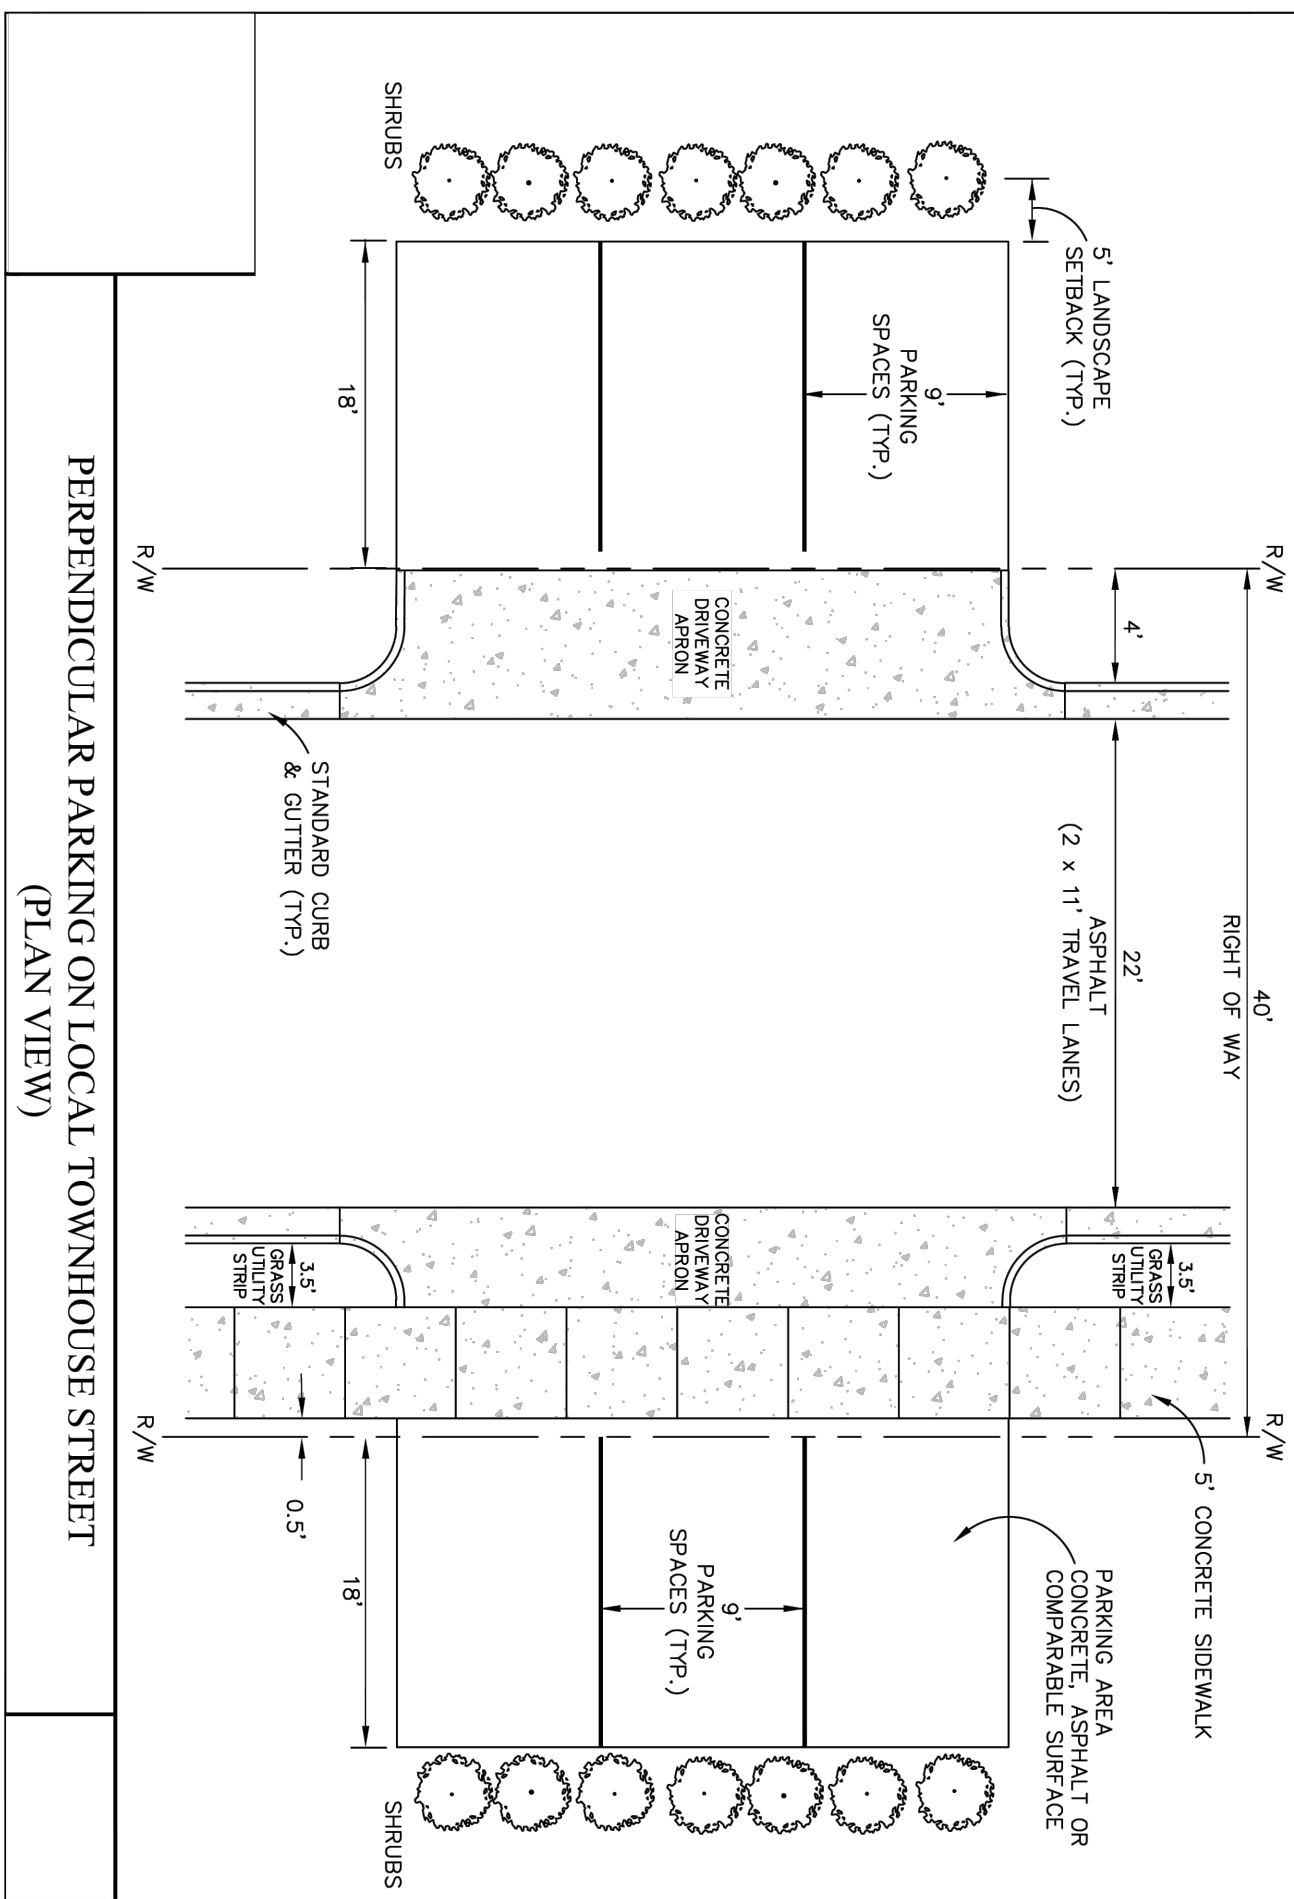 R/W
R/W
40'
RIGHT OF WAY
4'
22'
ASPHALT
(2 x 11' TRAVEL LANES)
5' LANDSCAPE
SETBACK (TYP.)
5' CONCRETE SIDEWALK
3.5'
GRASS
UTILITY
STRIP
PARKING AREA
CONCRETE, ASPHALT OR
COMPARABLE SURFACE
9'
PARKING
SPACES (TYP.)
CONCRETE
DRIVEWAY
APRON
CONCRETE
DRIVEWAY
APRON
9'
PARKING
SPACES (TYP.)
SHRUBS
18'
STANDARD CURB
& GUTTER (TYP.)
3.5'
GRASS
UTILITY
STRIP
0.5'
18'
SHRUBS
R/W
R/W
PERPENDICULAR PARKING ON LOCAL TOWNHOUSE STREET
(PLAN VIEW)